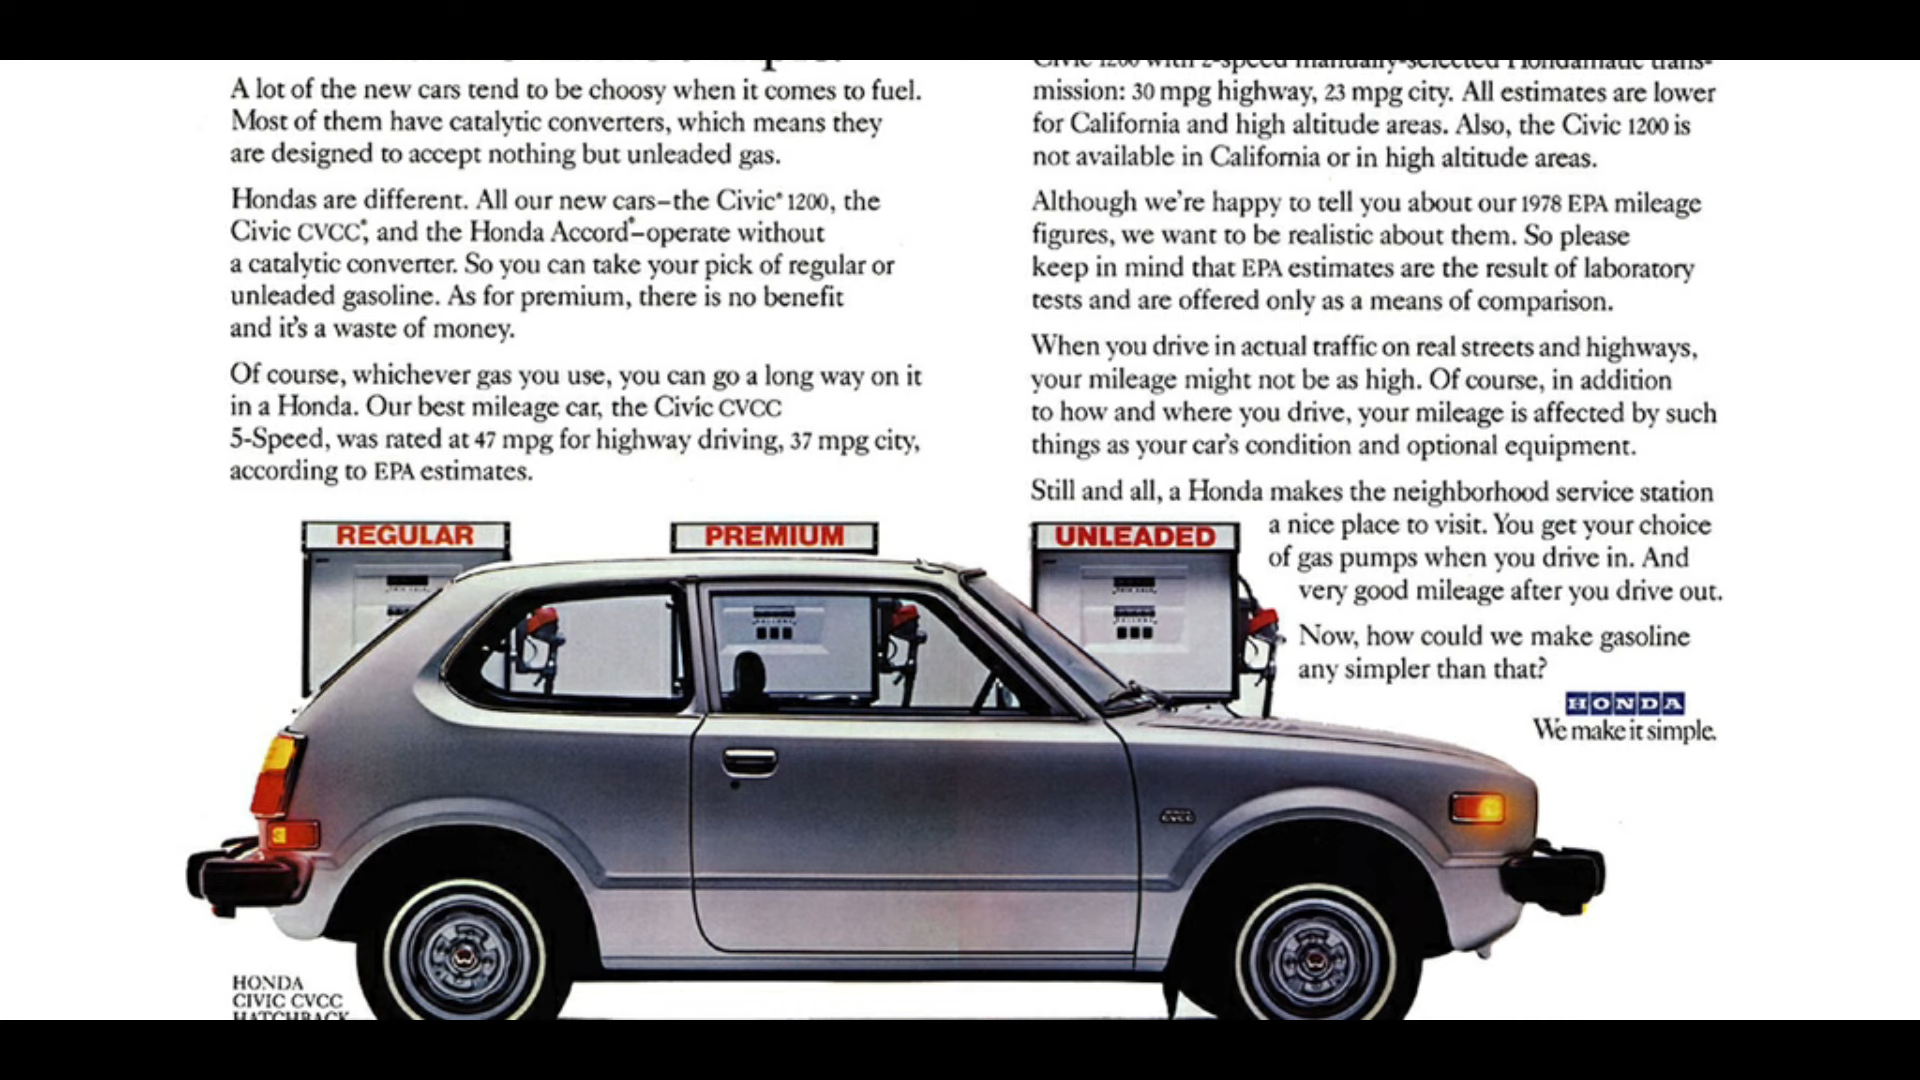 A lot of the new cars tend to be choosy when it comes to fuel.
Most of them have catalytic converters, which means they
are designed to accept nothing but unleaded gas.
Hondas are different. All our new cars–the Civic® 1200, the
Civic CVCC®, and the Honda Accord®–operate without
a catalytic converter. So you can take your pick of regular or
unleaded gasoline. As for premium, there is no benefit
and it's a waste of money.
Of course, whichever gas you use, you can go a long way on it
in a Honda. Our best mileage car, the Civic CVCC
5-Speed, was rated at 47 mpg for highway driving, 37 mpg city,
according to EPA estimates.
Civic 1200 with 2-speed manually-selected Hondamatic trans-
mission: 30 mpg highway, 23 mpg city. All estimates are lower
for California and high altitude areas. Also, the Civic 1200 is
not available in California or in high altitude areas.
Although we're happy to tell you about our 1978 EPA mileage
figures, we want to be realistic about them. So please
keep in mind that EPA estimates are the result of laboratory
tests and are offered only as a means of comparison.
When you drive in actual traffic on real streets and highways,
your mileage might not be as high. Of course, in addition
to how and where you drive, your mileage is affected by such
things as your car's condition and optional equipment.
Still and all, a Honda makes the neighborhood service station
a nice place to visit. You get your choice
of gas pumps when you drive in. And
very good mileage after you drive out.
Now, how could we make gasoline
any simpler than that?
HONDA
We make it simple.
REGULAR
PREMIUM
UNLEADED
CVCC
HONDA
CIVIC CVCC
HATCHBACK